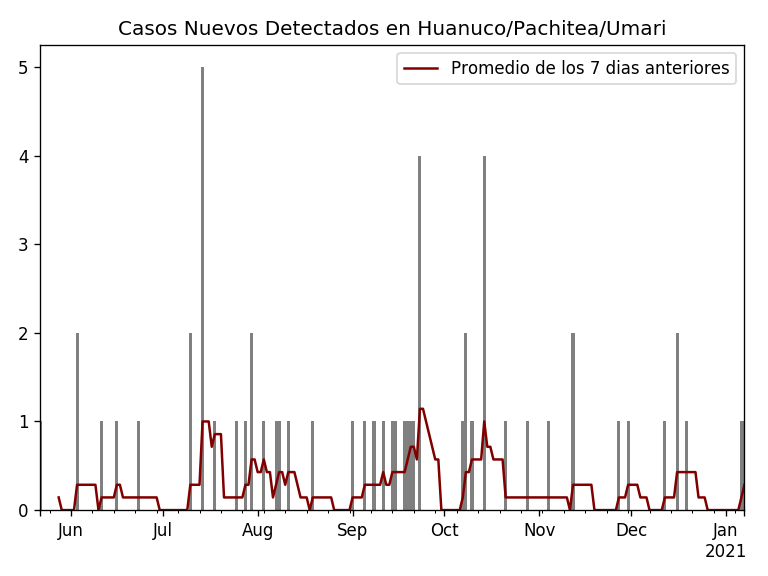 Casos Nuevos Detectados en Huanuco/Pachitea/Umari
Promedio de los 7 dias anteriores
5
4
3
2
1
0
Jun Jul Aug Sep Oct Nov Dec Jan
2021